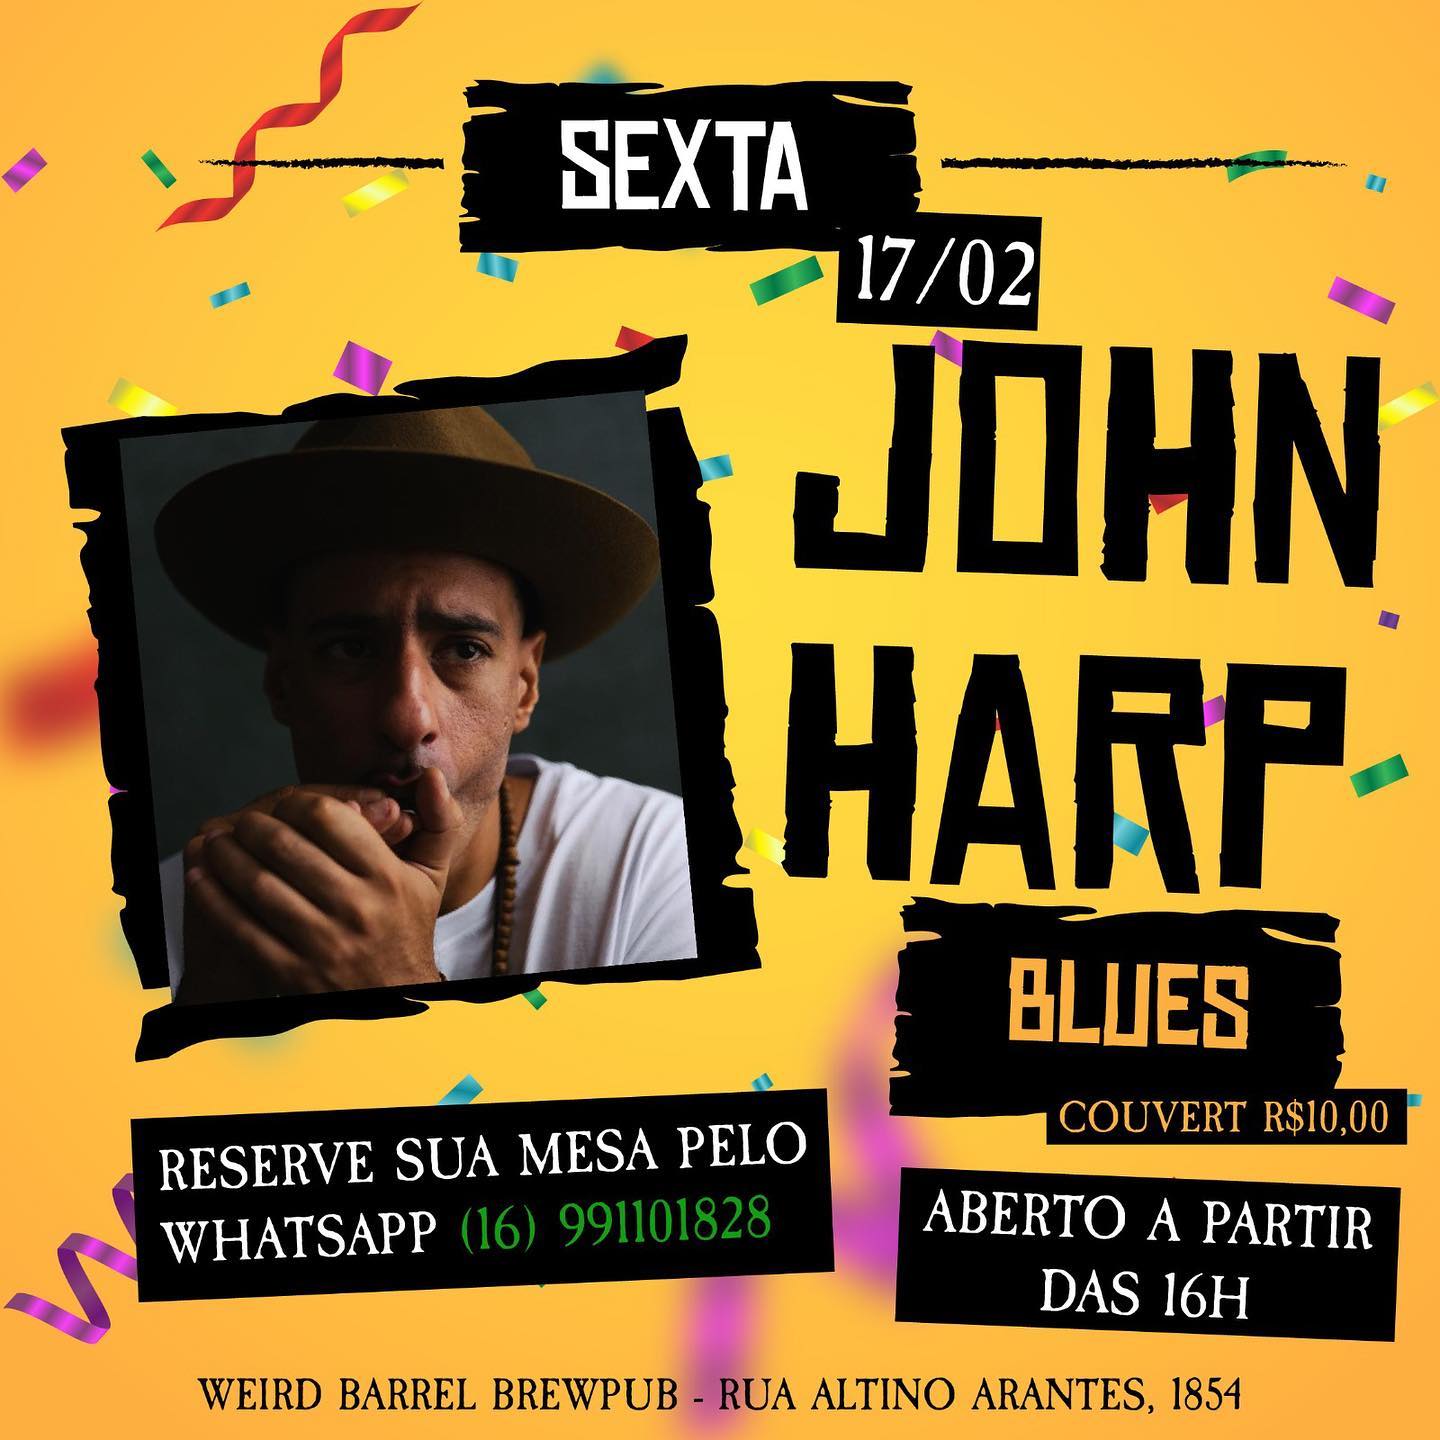 SEXTA
17/02
JOHN
HARP
BLUES
COUVERT R$10,00
RESERVE SUA MESA PELO
WHATSAPP (16) 991101828
ABERTO A PARTIR
DAS 16H
WEIRD BARREL BREWPUB - RUA ALTINO ARANTES, 1854